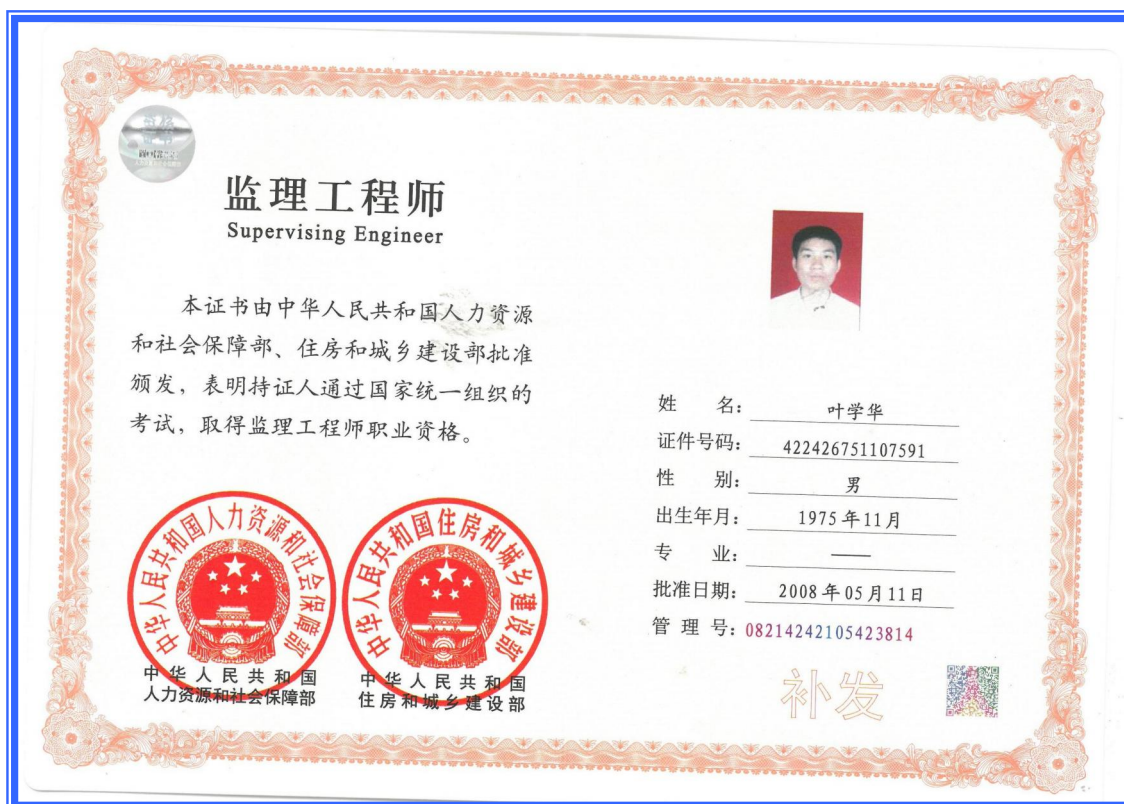 监理工程师
Supervising Engineer
本证书由中华人民共和国人力资源
和社会保障部、住房和城乡建设部批准
颁发，表明持证人通过国家统一组织的
考试，取得监理工程师职业资格。
中华人民共和国人力资源和社会保障部
中华人民共和国住房和城乡建设部
中华人民共和国
人力资源和社会保障部
中华人民共和国
住房和城乡建设部
姓 名： 叶学华
证件号码： 422426751107591
性 别： 男
出生年月： 1975年11月
专 业： ——
批准日期： 2008年05月11日
管 理 号：08214242105423814
补发